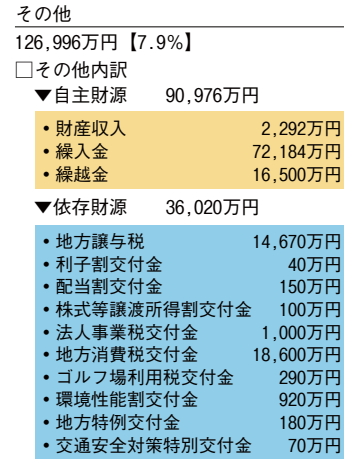 その他
126,996万円【7.9%】
□その他内訳
▼自主財源 90,976万円
•財産収入 2,292万円
•繰入金 72,184万円
•繰越金 16,500万円
▼依存財源 36,020万円
•地方譲与税 14,670万円
•利子割交付金 40万円
•配当割交付金 150万円
•株式等譲渡所得割交付金 100万円
•法人事業税交付金 1,000万円
•地方消費税交付金 18,600万円
•ゴルフ場利用税交付金 290万円
•環境性能割交付金 920万円
•地方特例交付金 180万円
•交通安全対策特別交付金 70万円